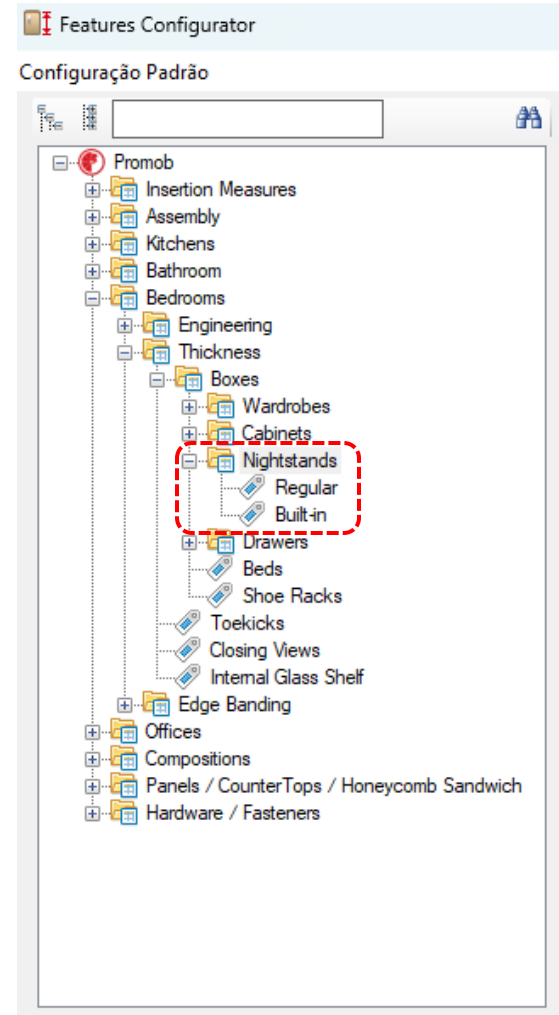 Features Configurator
Configuração Padrão
Promob
Insertion Measures
Assembly
Kitchens
Bathroom
Bedrooms
Engineering
Thickness
Boxes
Wardrobes
Cabinets
Nightstands
Regular
Built-in
Drawers
Beds
Shoe Racks
Toekicks
Closing Views
Internal Glass Shelf
Edge Banding
Offices
Compositions
Panels / CounterTops / Honeycomb Sandwich
Hardware / Fasteners